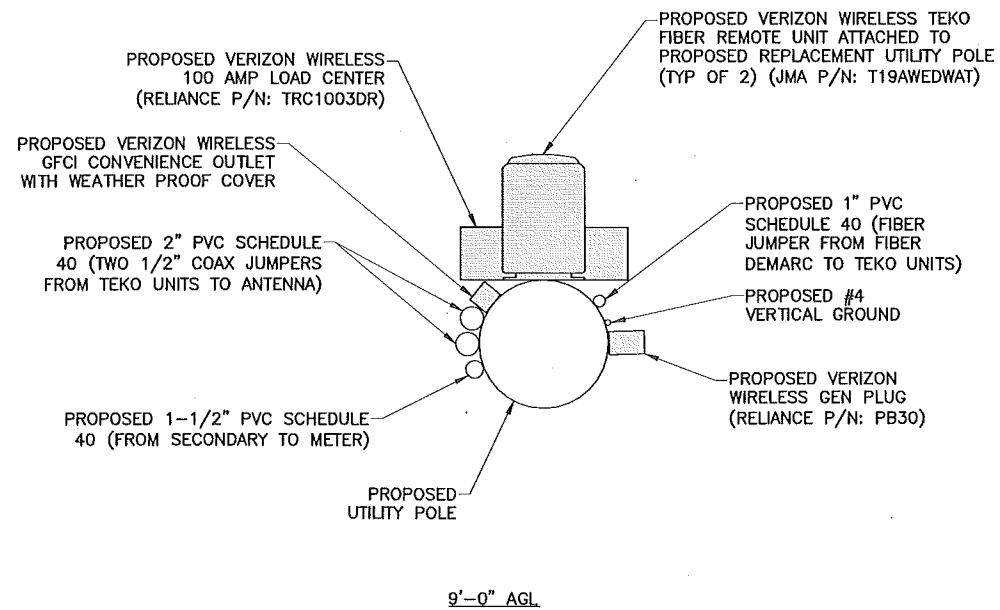 PROPOSED VERIZON WIRELESS TEKO
FIBER REMOTE UNIT ATTACHED TO
PROPOSED REPLACEMENT UTILITY POLE
(TYP OF 2) (JMA P/N: T19AWEDWAT)
PROPOSED VERIZON WIRELESS
100 AMP LOAD CENTER
(RELIANCE P/N: TRC1003DR)
PROPOSED VERIZON WIRELESS
GFCI CONVENIENCE OUTLET
WITH WEATHER PROOF COVER
PROPOSED 1" PVC
SCHEDULE 40 (FIBER
JUMPER FROM FIBER
DEMARC TO TEKO UNITS)
PROPOSED 2" PVC SCHEDULE
40 (TWO 1/2" COAX JUMPERS
FROM TEKO UNITS TO ANTENNA)
PROPOSED #4
VERTICAL GROUND
PROPOSED VERIZON
WIRELESS GEN PLUG
(RELIANCE P/N: PB30)
PROPOSED 1-1/2" PVC SCHEDULE
40 (FROM SECONDARY TO METER)
PROPOSED
UTILITY POLE
9'-0" AGL